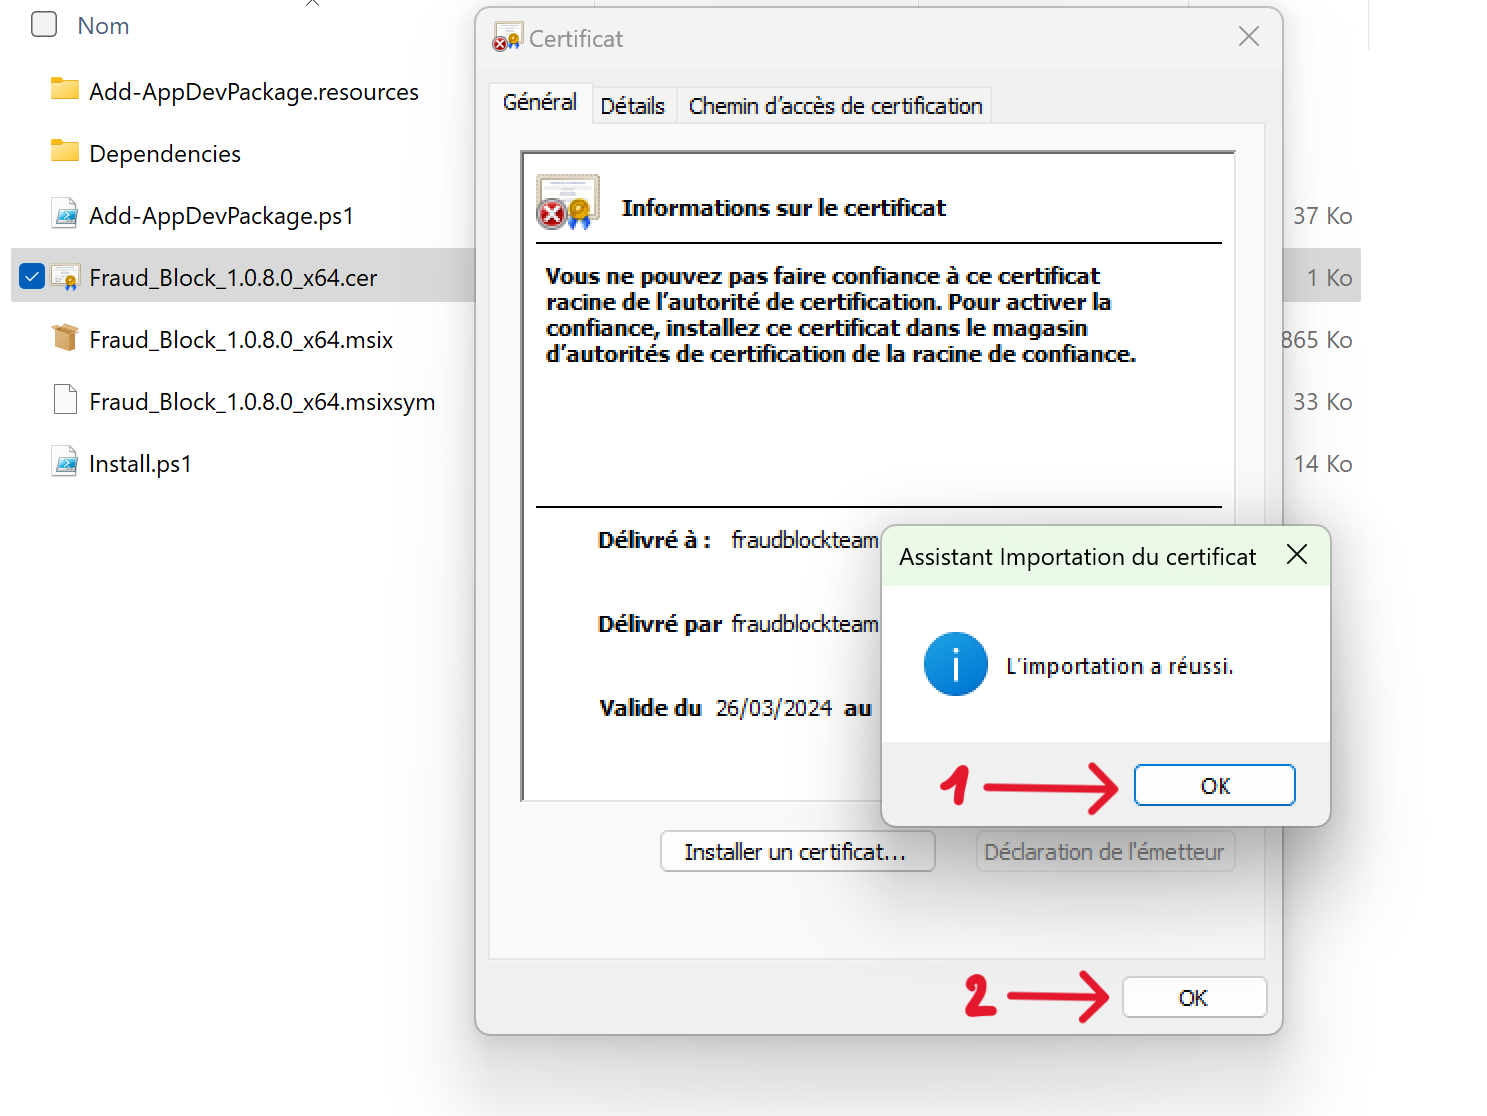 Nom
Add-AppDevPackage.resources
Dependencies
Add-AppDevPackage.ps1
37 Ko
Fraud_Block_1.0.8.0_x64.cer
1 Ko
Fraud_Block_1.0.8.0_x64.msix
865 Ko
Fraud_Block_1.0.8.0_x64.msixsym
33 Ko
Install.ps1
14 Ko
Certificat
Général
Détails
Chemin d’accès de certification
Informations sur le certificat
Vous ne pouvez pas faire confiance à ce certificat
racine de l’autorité de certification. Pour activer la
confiance, installez ce certificat dans le magasin
d’autorités de certification de la racine de confiance.
Délivré à : fraudblockteam
Délivré par fraudblockteam
Valide du 26/03/2024 au
Installer un certificat...
Déclaration de l'émetteur
2
OK
Assistant Importation du certificat
i
L'importation a réussi.
1
OK